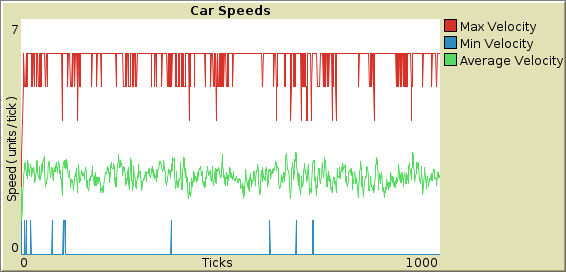 Car Speeds
7
Speed ( units / tick )
0
0
Ticks
1000
Max Velocity
Min Velocity
Average Velocity